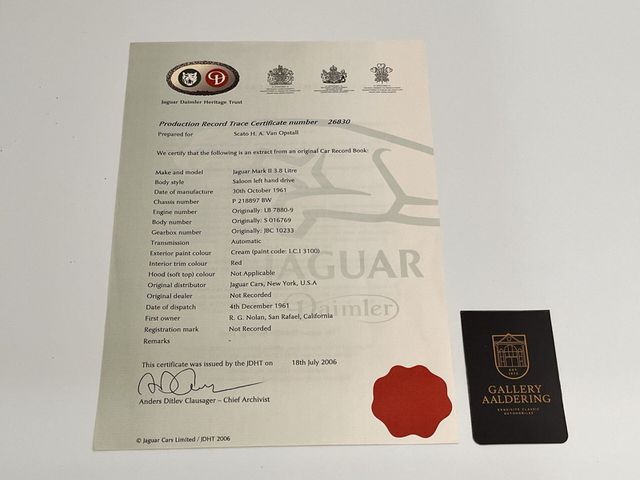 Jaguar Daimler Heritage Trust
Production Record Trace Certificate number 26830
Prepared for Scato H. A. Van Opstall
We certify that the following is an extract from an original Car Record Book:
Make and model Jaguar Mark II 3.8 Litre
Body style Saloon left hand drive
Date of manufacture 30th October 1961
Chassis number P 218897 BW
Engine number Originally: LB 7880-9
Body number Originally: S 016769
Gearbox number Originally: JBC 10233
Transmission Automatic
Exterior paint colour Cream (paint code: I.C.I 3100)
Interior trim colour Red
Hood (soft top) colour Not Applicable
Original distributor Jaguar Cars, New York, U.S.A
Original dealer Not Recorded
Date of dispatch 4th December 1961
First owner R. G. Nolan, San Rafael, California
Registration mark Not Recorded
Remarks -
JAGUAR
Daimler
This certificate was issued by the JDHT on 18th July 2006
Anders Ditlev Clausager – Chief Archivist
© Jaguar Cars Limited / JDHT 2006
EST
1975
GALLERY
AALDERING
EXQUISITE CLASSIC
AUTOMOBILES